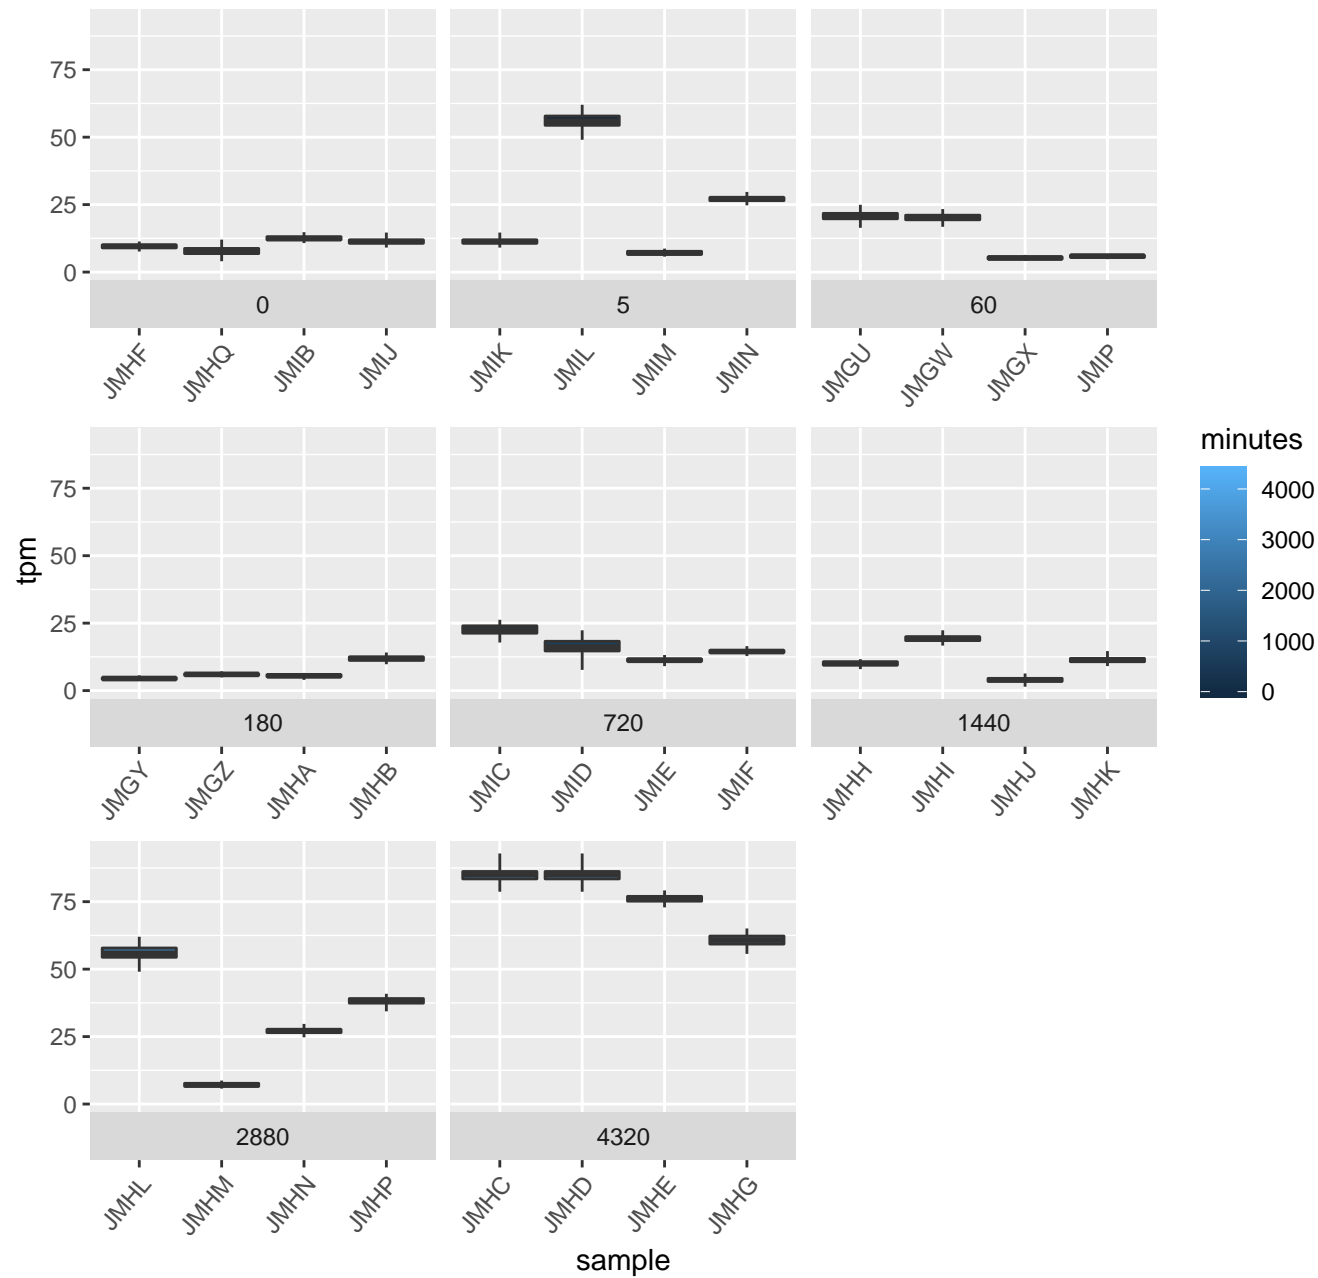 75
50
25
0
0
5
60
JMHF JMHQ JMIB JMIJ
JMIK JMIL JMIM JMIN
JMGU JMGW JMGX JMIP
tpm
75
50
25
0
180
720
1440
JMGY JMGZ JMHA JMHB
JMIC JMID JMIE JMIF
JMHH JMHI JMHJ JMHK
75
50
25
0
2880
4320
JMHL JMHM JMHN JMHP
JMHC JMHD JMHE JMHG
sample
minutes
4000
3000
2000
1000
0